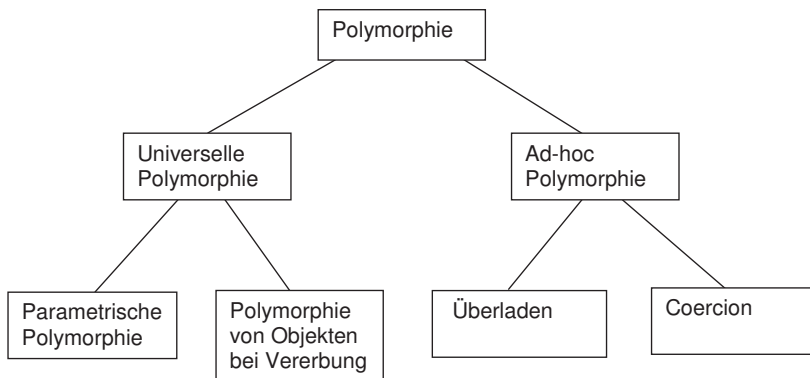 Polymorphie
Universelle
Polymorphie
Ad-hoc
Polymorphie
Parametrische
Polymorphie
Polymorphie
von Objekten
bei Vererbung
Überladen
Coercion